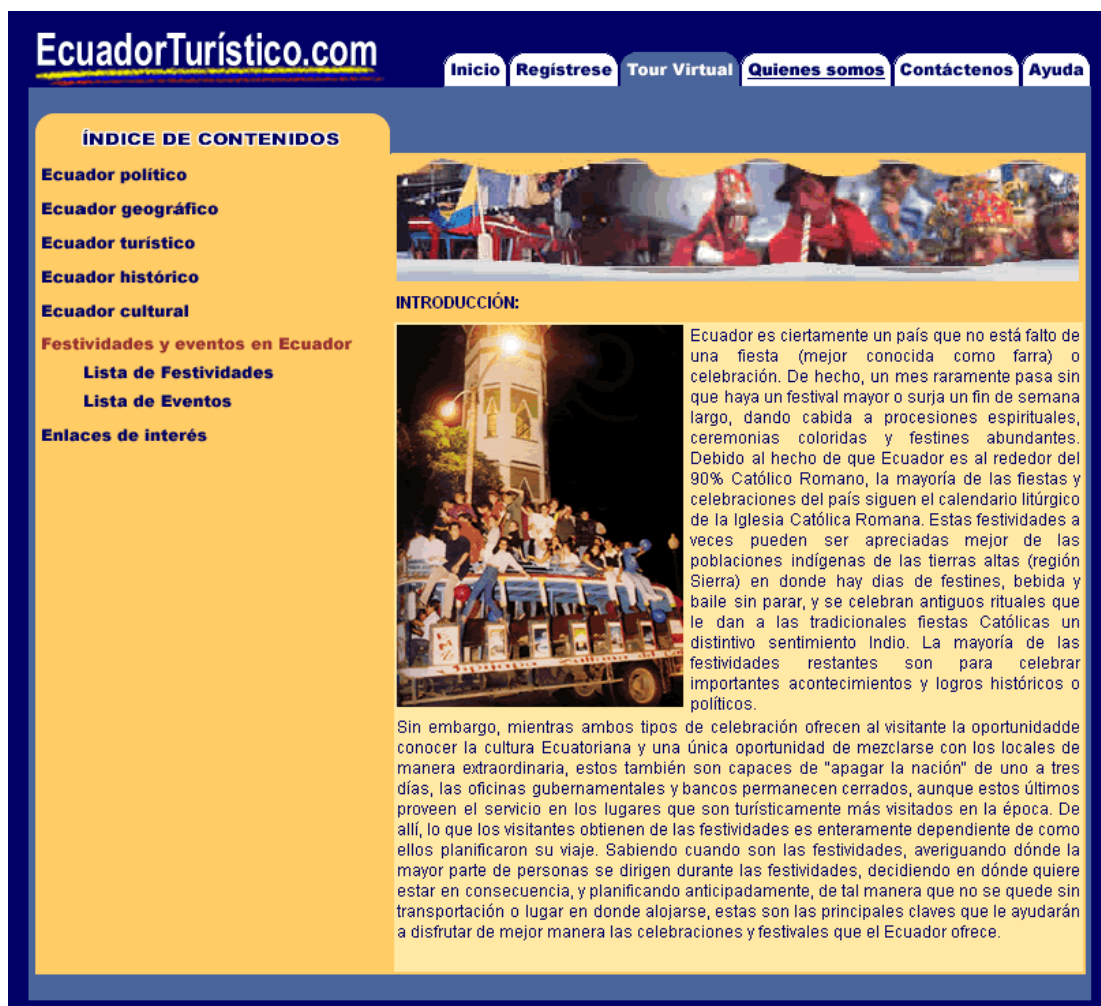 EcuadorTurístico.com
Inicio
Regístrese
Tour Virtual
Quienes somos
Contáctenos
Ayuda
ÍNDICE DE CONTENIDOS
Ecuador político
Ecuador geográfico
Ecuador turístico
Ecuador histórico
Ecuador cultural
Festividades y eventos en Ecuador
Lista de Festividades
Lista de Eventos
Enlaces de interés
INTRODUCCIÓN:
Ecuador es ciertamente un país que no está falto de
una fiesta (mejor conocida como farra) o
celebración. De hecho, un mes raramente pasa sin
que haya un festival mayor o surja un fin de semana
largo, dando cabida a procesiones espirituales,
ceremonias coloridas y festines abundantes.
Debido al hecho de que Ecuador es al rededor del
90% Católico Romano, la mayoría de las fiestas y
celebraciones del país siguen el calendario litúrgico
de la Iglesia Católica Romana. Estas festividades a
veces pueden ser apreciadas mejor de las
poblaciones indígenas de las tierras altas (región
Sierra) en donde hay dias de festines, bebida y
baile sin parar, y se celebran antiguos rituales que
le dan a las tradicionales fiestas Católicas un
distintivo sentimiento Indio. La mayoría de las
festividades restantes son para celebrar
importantes acontecimientos y logros históricos o
políticos.
Sin embargo, mientras ambos tipos de celebración ofrecen al visitante la oportunidadde
conocer la cultura Ecuatoriana y una única oportunidad de mezclarse con los locales de
manera extraordinaria, estos también son capaces de "apagar la nación" de uno a tres
días, las oficinas gubernamentales y bancos permanecen cerrados, aunque estos últimos
proveen el servicio en los lugares que son turísticamente más visitados en la época. De
allí, lo que los visitantes obtienen de las festividades es enteramente dependiente de como
ellos planificaron su viaje. Sabiendo cuando son las festividades, averiguando dónde la
mayor parte de personas se dirigen durante las festividades, decidiendo en dónde quiere
estar en consecuencia, y planificando anticipadamente, de tal manera que no se quede sin
transportación o lugar en donde alojarse, estas son las principales claves que le ayudarán
a disfrutar de mejor manera las celebraciones y festivales que el Ecuador ofrece.